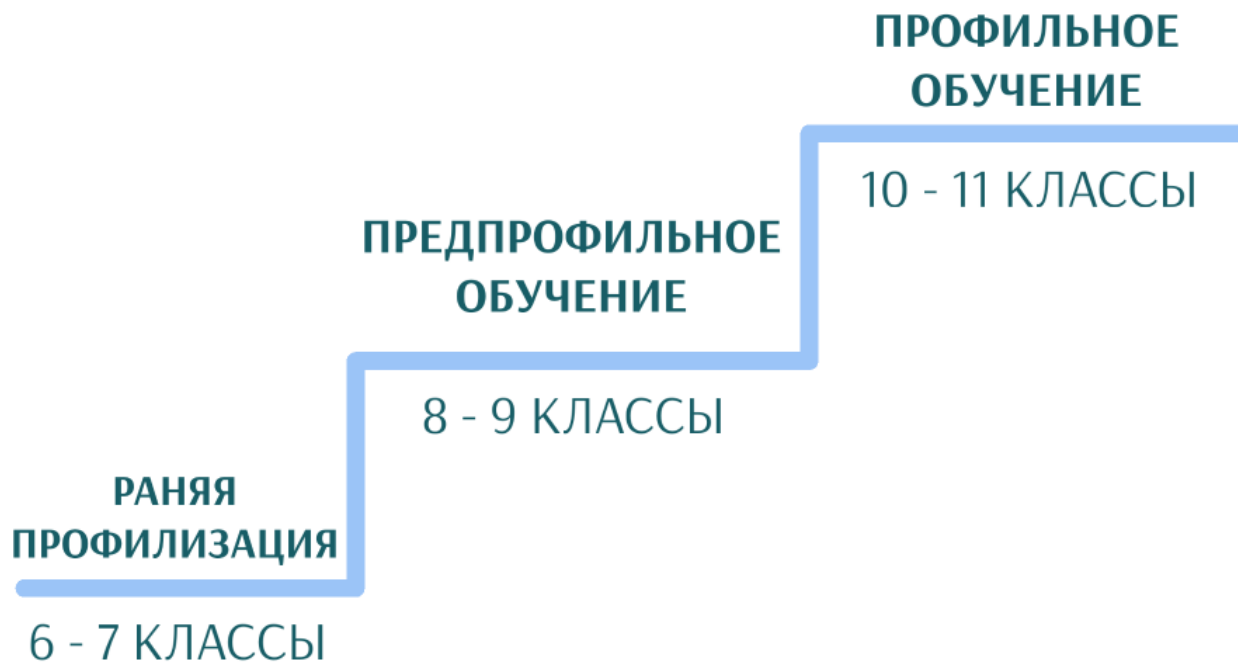 ПРОФИЛЬНОЕ
ОБУЧЕНИЕ
10 - 11 КЛАССЫ
ПРЕДПРОФИЛЬНОЕ
ОБУЧЕНИЕ
8 - 9 КЛАССЫ
РАНЯЯ
ПРОФИЛИЗАЦИЯ
6 - 7 КЛАССЫ